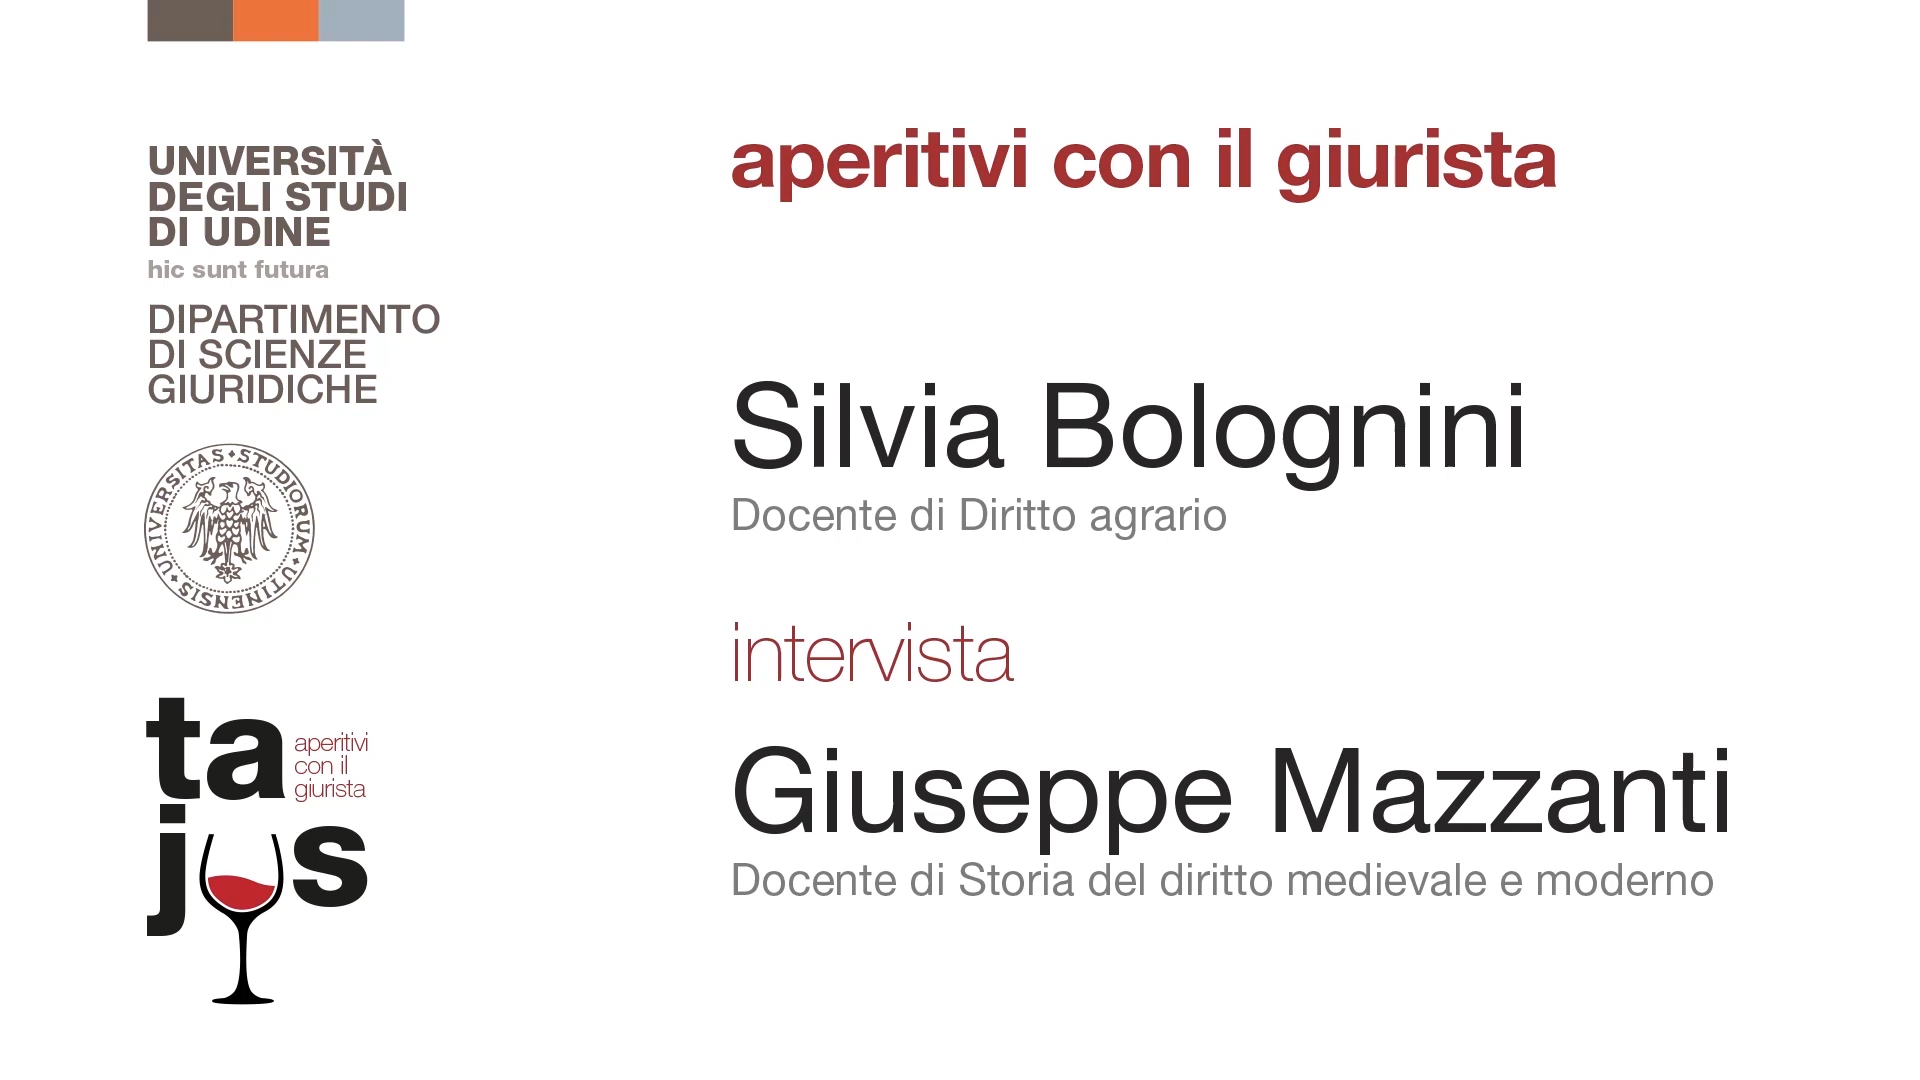 UNIVERSITÀ
DEGLI STUDI
DI UDINE
hic sunt futura
DIPARTIMENTO
DI SCIENZE
GIURIDICHE
UNIVERSITAS STUDIORUM UTINENSIS
ta
aperitivi
con il
giurista
jus
aperitivi con il giurista
Silvia Bolognini
Docente di Diritto agrario
intervista
Giuseppe Mazzanti
Docente di Storia del diritto medievale e moderno